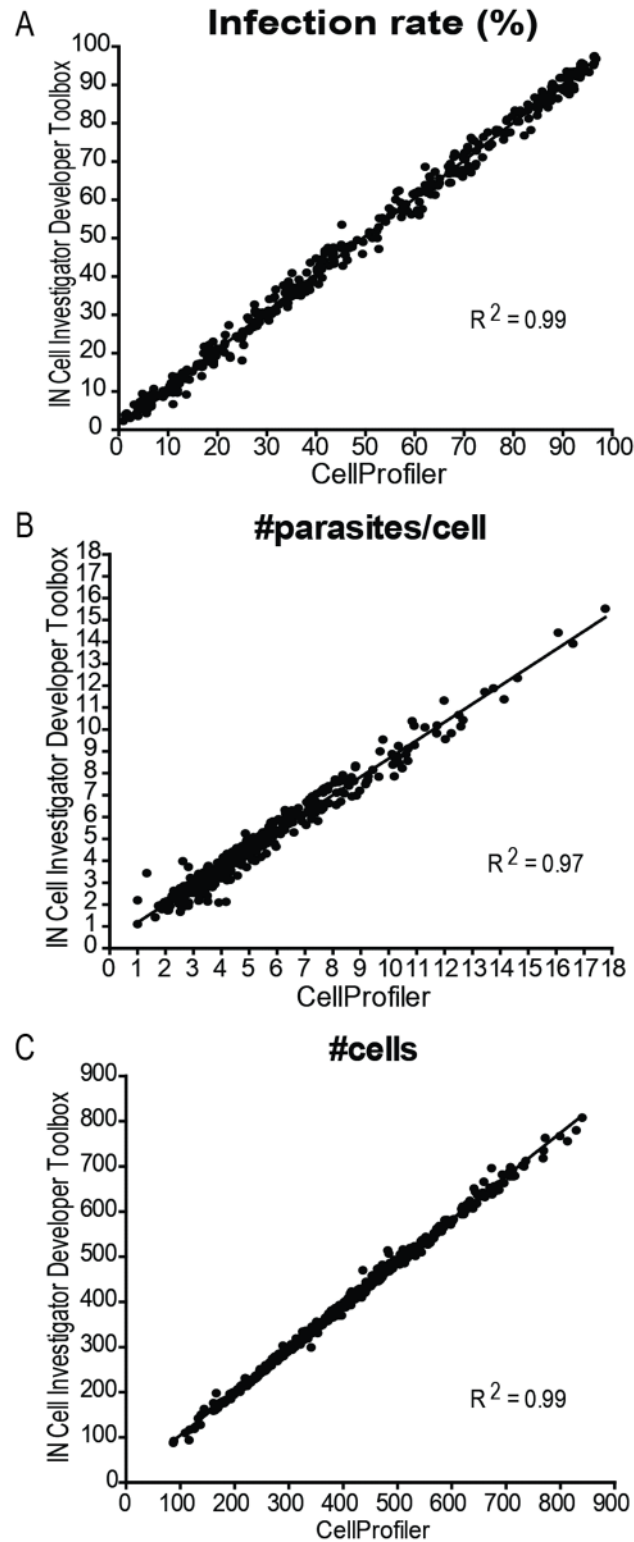 A
Infection rate (%)
IN Cell Investigator Developer Toolbox
100
90
80
70
60
50
40
30
20
10
0
R² = 0.99
0 10 20 30 40 50 60 70 80 90 100
CellProfiler
B
#parasites/cell
IN Cell Investigator Developer Toolbox
18
17
16
15
14
13
12
11
10
9
8
7
6
5
4
3
2
1
0
R² = 0.97
0 1 2 3 4 5 6 7 8 9 10 11 12 13 14 15 16 17 18
CellProfiler
C
#cells
IN Cell Investigator Developer Toolbox
900
800
700
600
500
400
300
200
100
0
R² = 0.99
0 100 200 300 400 500 600 700 800 900
CellProfiler